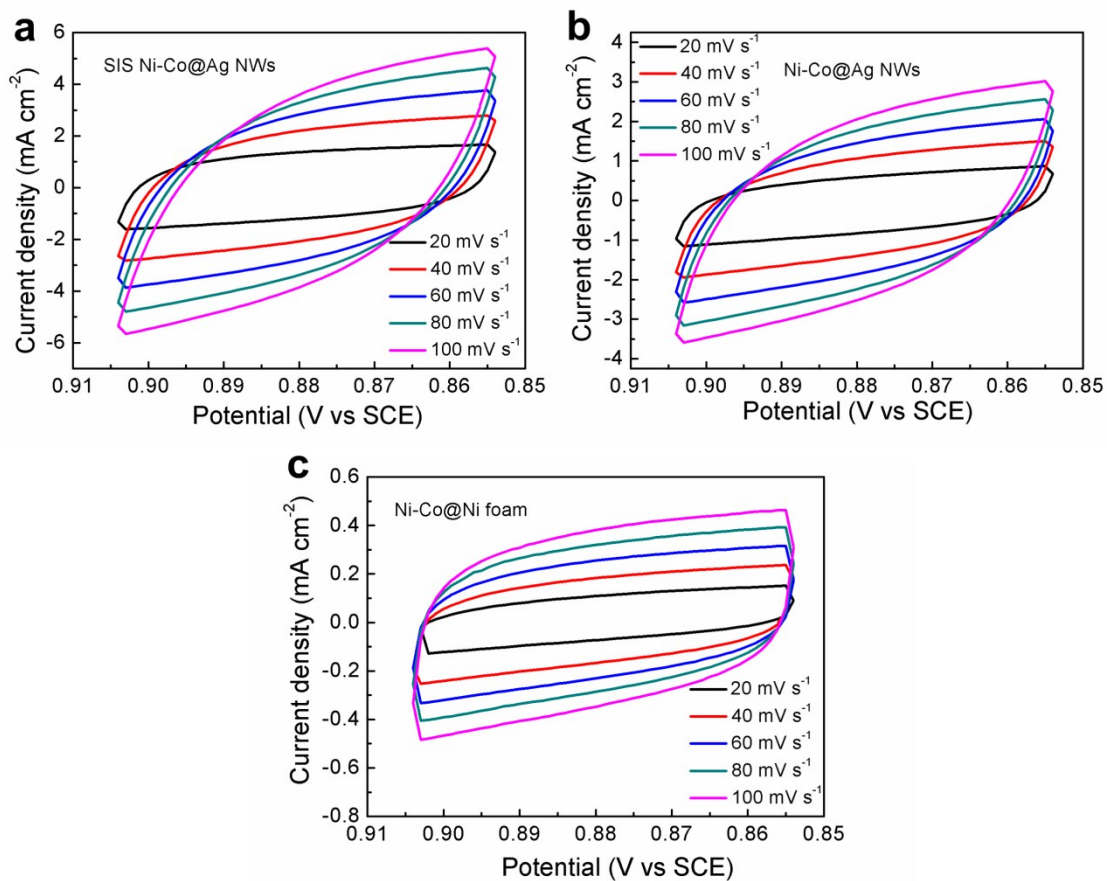 a
SIS Ni-Co@Ag NWs
6
4
2
0
-2
-4
-6
Current density (mA cm⁻²)
20 mV s⁻¹
40 mV s⁻¹
60 mV s⁻¹
80 mV s⁻¹
100 mV s⁻¹
0.91 0.90 0.89 0.88 0.87 0.86 0.85
Potential (V vs SCE)
b
20 mV s⁻¹
40 mV s⁻¹
60 mV s⁻¹
80 mV s⁻¹
100 mV s⁻¹
Ni-Co@Ag NWs
4
3
2
1
0
-1
-2
-3
-4
Current density (mA cm⁻²)
0.91 0.90 0.89 0.88 0.87 0.86 0.85
Potential (V vs SCE)
c
Ni-Co@Ni foam
0.6
0.4
0.2
0.0
-0.2
-0.4
-0.6
-0.8
Current density (mA cm⁻²)
20 mV s⁻¹
40 mV s⁻¹
60 mV s⁻¹
80 mV s⁻¹
100 mV s⁻¹
0.91 0.90 0.89 0.88 0.87 0.86 0.85
Potential (V vs SCE)